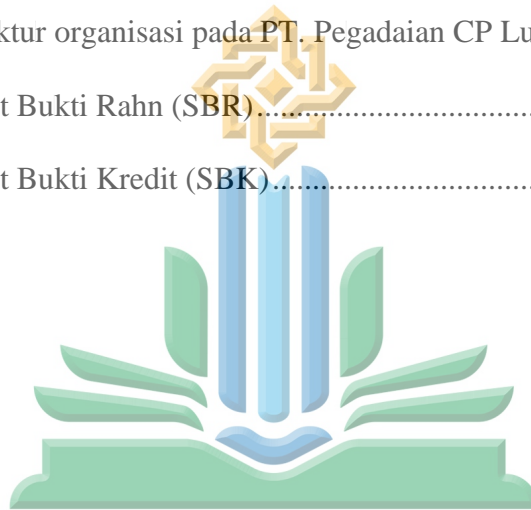 ktur organisasi pada PT. Pegadaian CP Lu
t Bukti Rahn (SBR)................................
t Bukti Kredit (SBK)..............................